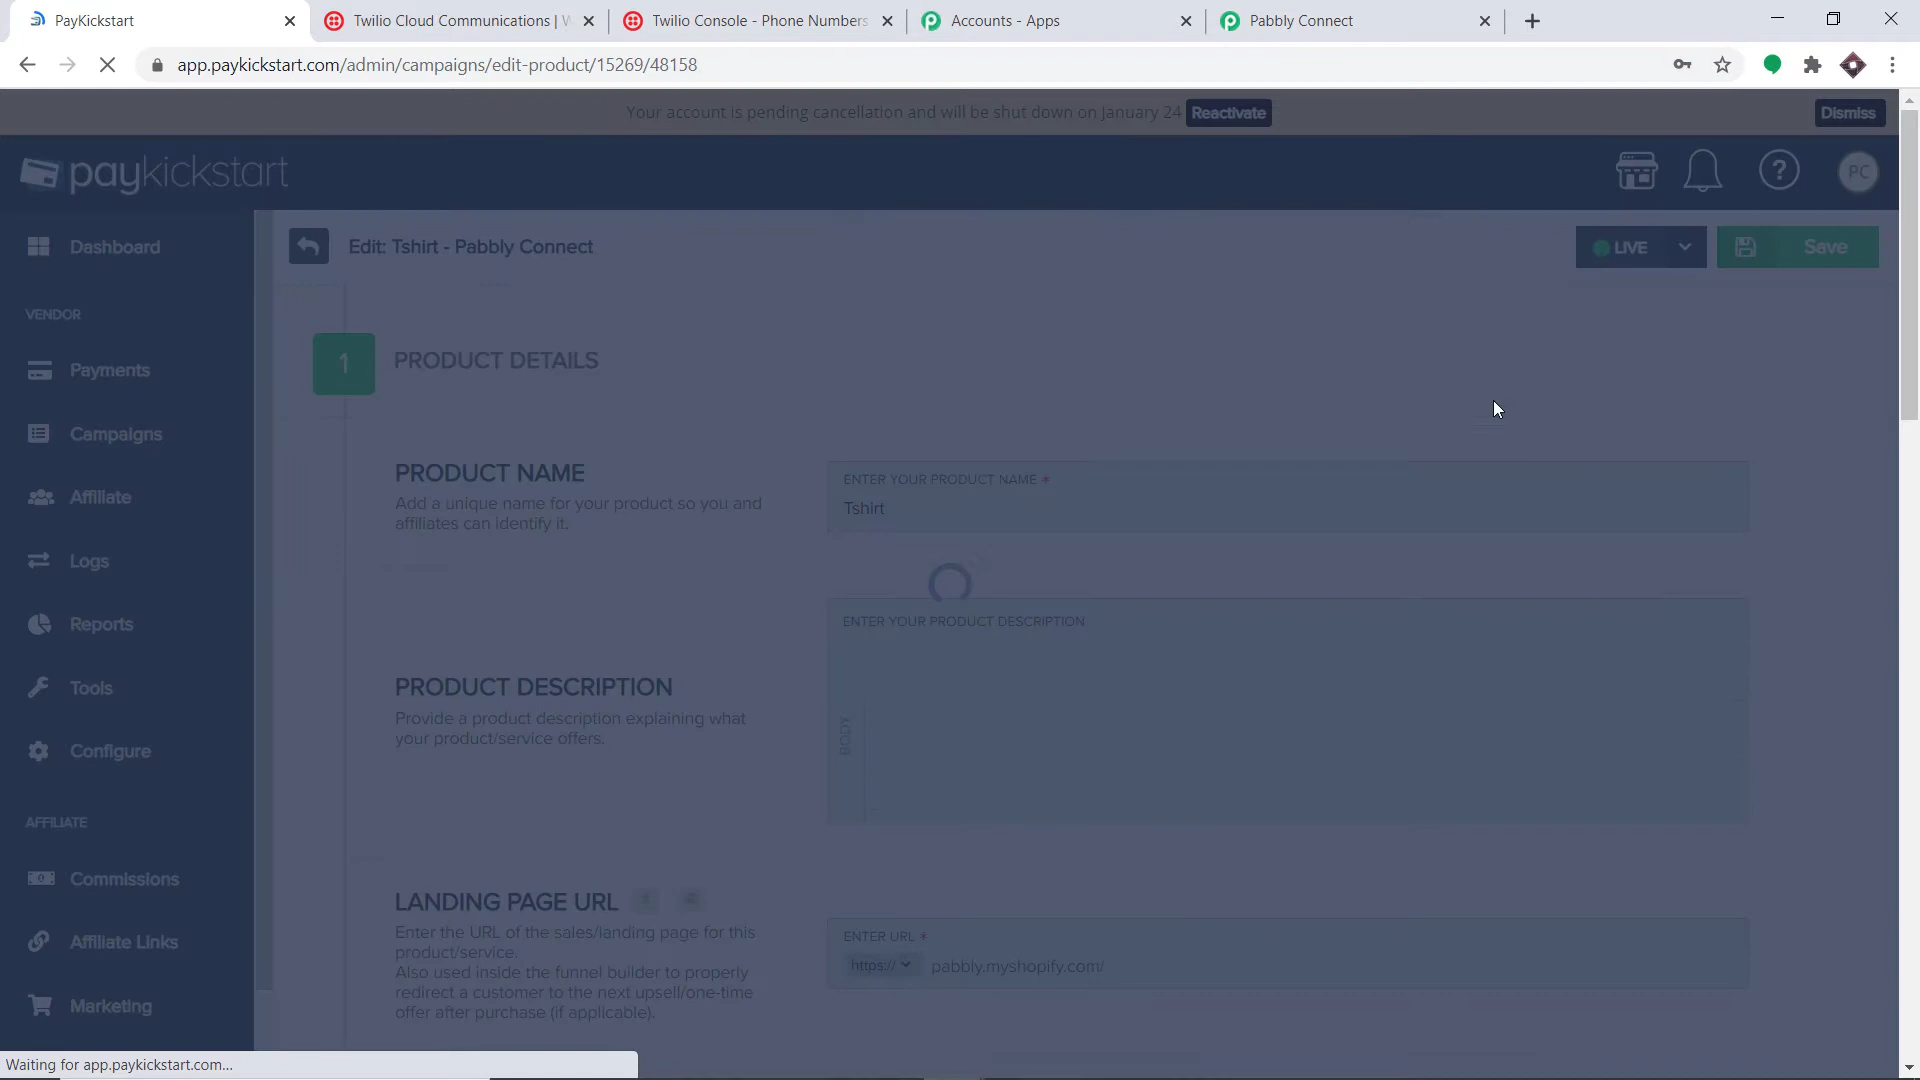 PayKickstart
Twilio Cloud Communications | W
Twilio Console - Phone Numbers
Accounts - Apps
Pabbly Connect
app.paykickstart.com/admin/campaigns/edit-product/15269/48158
Your account is pending cancellation and will be shut down on January 24 Reactivate
Dismiss
paykickstart
PC
Dashboard
VENDOR
Payments
Campaigns
Affiliate
Logs
Reports
Tools
Configure
AFFILIATE
Commissions
Affiliate Links
Marketing
Edit: Tshirt - Pabbly Connect
LIVE
Save
1
PRODUCT DETAILS
PRODUCT NAME
Add a unique name for your product so you and
affiliates can identify it.
ENTER YOUR PRODUCT NAME *
Tshirt
PRODUCT DESCRIPTION
Provide a product description explaining what
your product/service offers.
ENTER YOUR PRODUCT DESCRIPTION
BODY
LANDING PAGE URL
Enter the URL of the sales/landing page for this
product/service.
Also used inside the funnel builder to properly
redirect a customer to the next upsell/one-time
offer after purchase (if applicable).
ENTER URL *
https:// pabbly.myshopify.com/
Waiting for app.paykickstart.com...